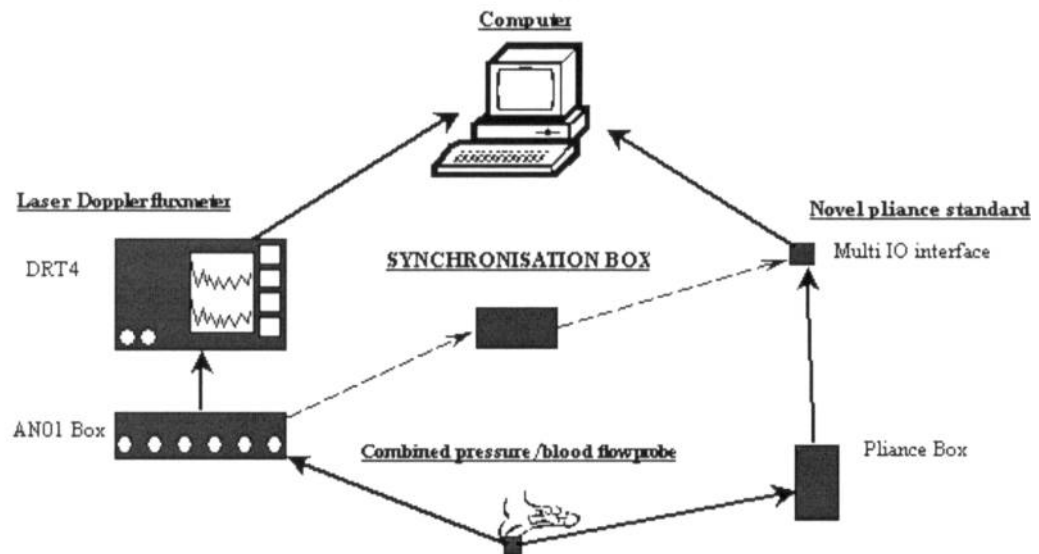 Computer
Laser Doppler fluxmeter
Novel pliance standard
DRT4
SYNCHRONISATION BOX
Multi IO interface
AN01 Box
Combined pressure/blood flowprobe
Pliance Box